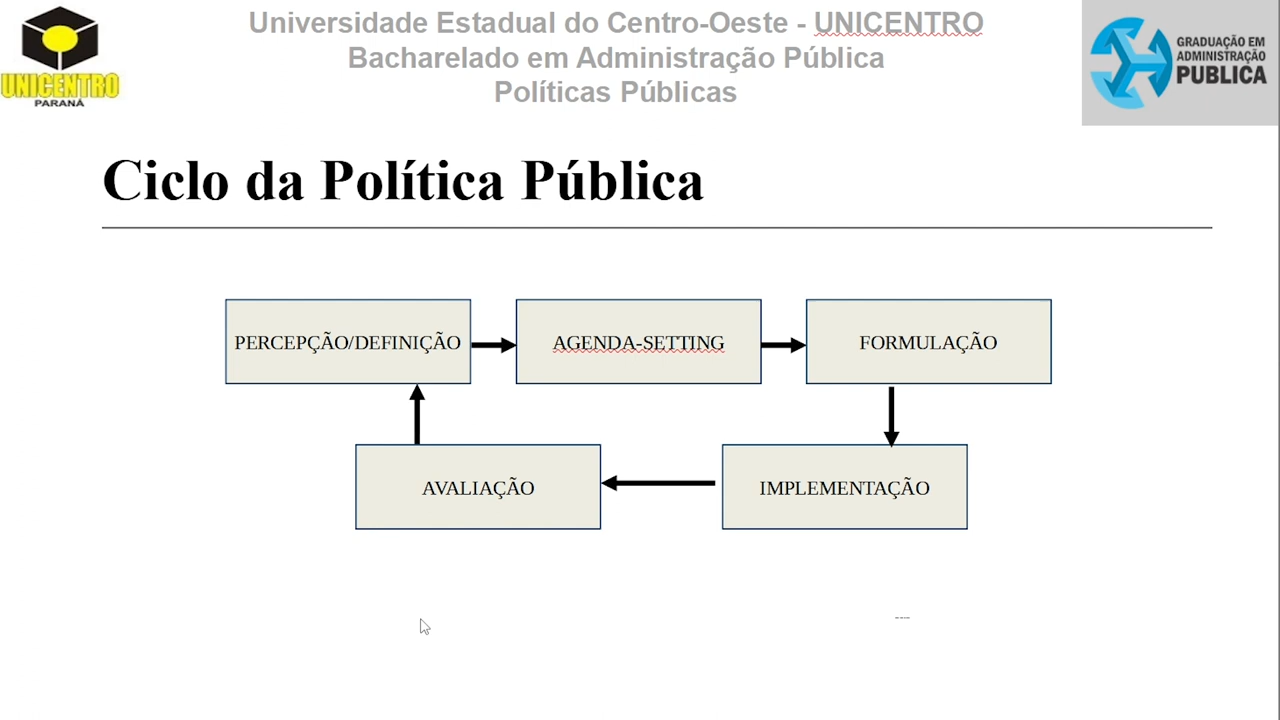 Universidade Estadual do Centro-Oeste - UNICENTRO
Bacharelado em Administração Pública
Políticas Públicas
UNICENTRO
PARANÁ
GRADUAÇÃO EM
ADMINISTRAÇÃO
PUBLICA
Ciclo da Política Pública
PERCEPÇÃO/DEFINIÇÃO
AGENDA-SETTING
FORMULAÇÃO
AVALIAÇÃO
IMPLEMENTAÇÃO